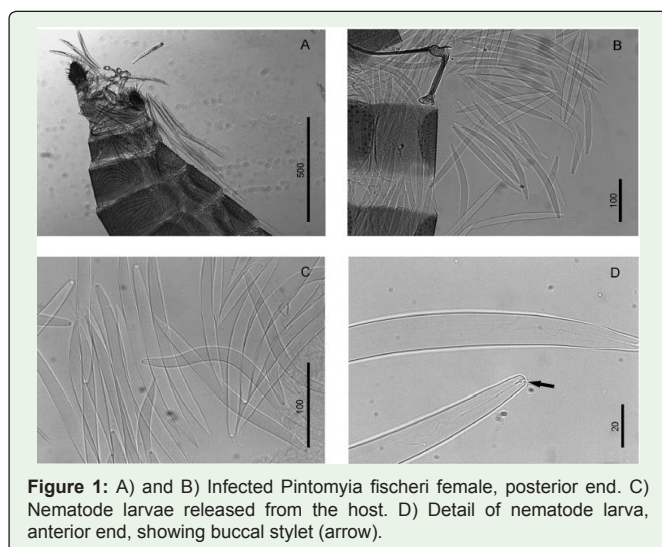 A
500
B
100
C
100
D
20
Figure 1: A) and B) Infected Pintomyia fischeri female, posterior end. C)
Nematode larvae released from the host. D) Detail of nematode larva,
anterior end, showing buccal stylet (arrow).